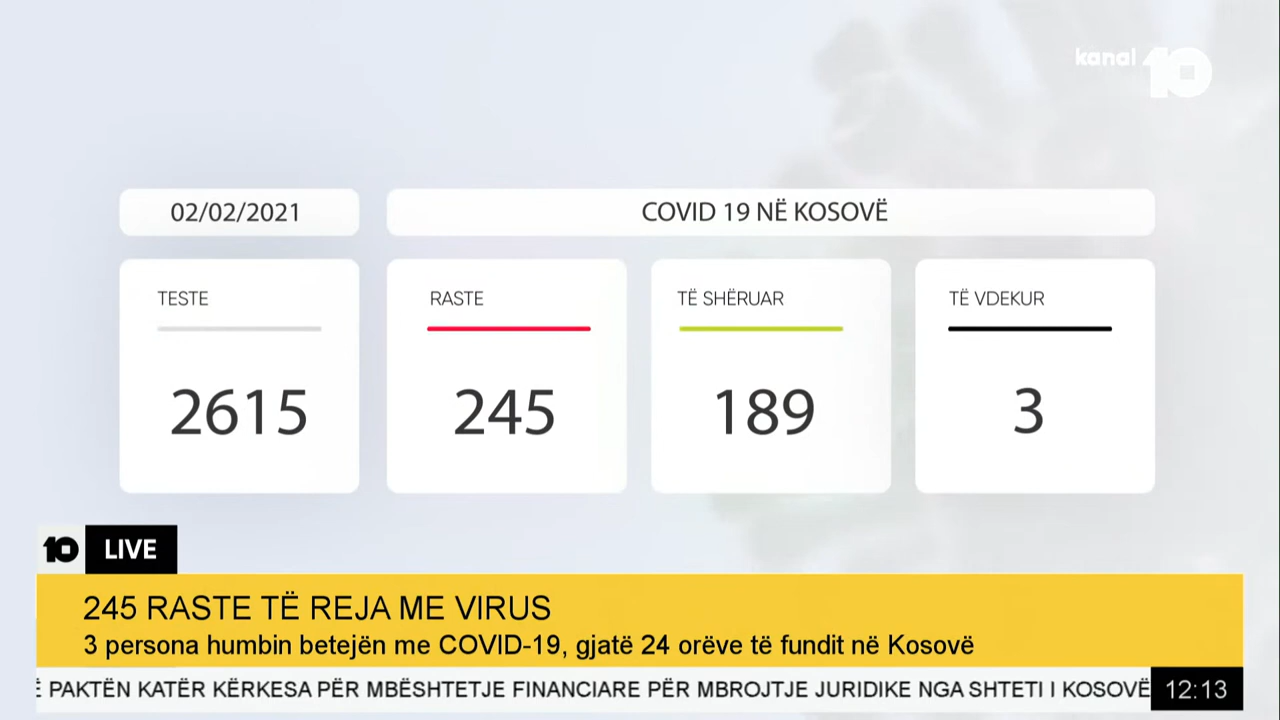 kanal 10
02/02/2021
COVID 19 NË KOSOVË
TESTE
RASTE
TË SHËRUAR
TË VDEKUR
2615
245
189
3
10 LIVE
245 RASTE TË REJA ME VIRUS
3 persona humbin betejën me COVID-19, gjatë 24 orëve të fundit në Kosovë
Ë PAKTËN KATËR KËRKESA PËR MBËSHTETJE FINANCIARE PËR MBROJTJE JURIDIKE NGA SHTETI I KOSOVË
12:13